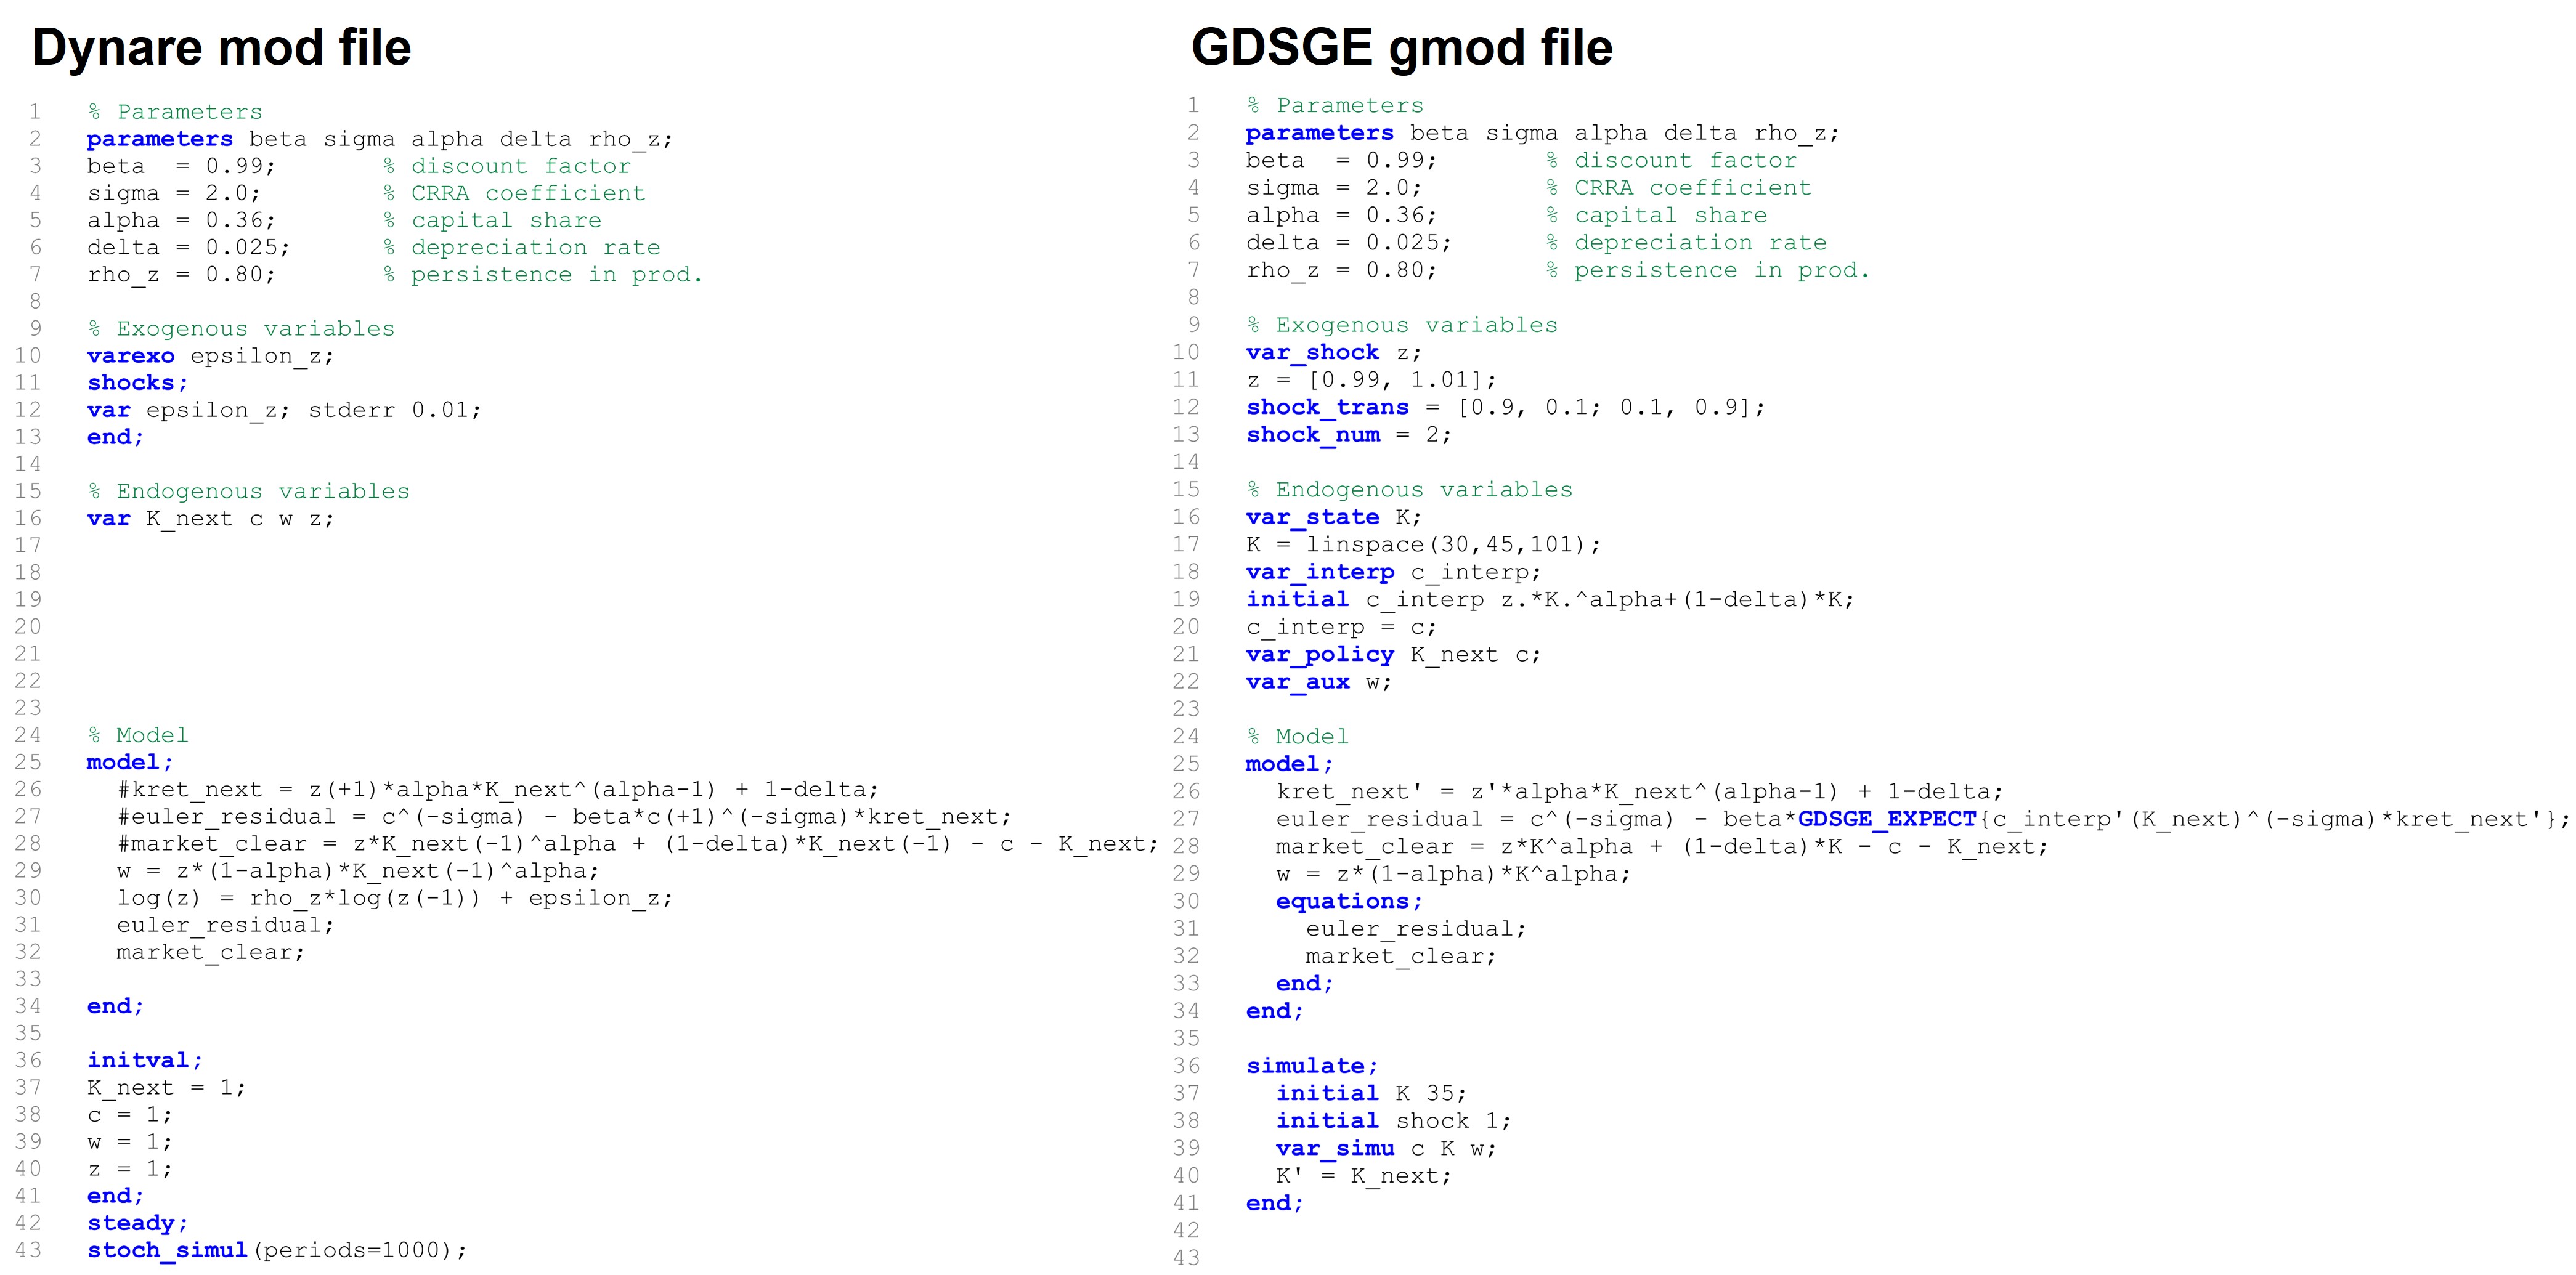 Dynare mod file
1 % Parameters
2 parameters beta sigma alpha delta rho_z;
3 beta  = 0.99;       % discount factor
4 sigma = 2.0;        % CRRA coefficient
5 alpha = 0.36;       % capital share
6 delta = 0.025;      % depreciation rate
7 rho_z = 0.80;       % persistence in prod.
8
9 % Exogenous variables
10 varexo epsilon_z;
11 shocks;
12 var epsilon_z; stderr 0.01;
13 end;
14
15 % Endogenous variables
16 var K_next c w z;
17
18
19
20
21
22
23
24 % Model
25 model;
26   #kret_next = z(+1)*alpha*K_next^(alpha-1) + 1-delta;
27   #euler_residual = c^(-sigma) - beta*c(+1)^(-sigma)*kret_next;
28   #market_clear = z*K_next(-1)^alpha + (1-delta)*K_next(-1) - c - K_next;
29   w = z*(1-alpha)*K_next(-1)^alpha;
30   log(z) = rho_z*log(z(-1)) + epsilon_z;
31   euler_residual;
32   market_clear;
33
34 end;
35
36 initval;
37 K_next = 1;
38 c = 1;
39 w = 1;
40 z = 1;
41 end;
42 steady;
43 stoch_simul(periods=1000);
GDSGE gmod file
1 % Parameters
2 parameters beta sigma alpha delta rho_z;
3 beta  = 0.99;       % discount factor
4 sigma = 2.0;        % CRRA coefficient
5 alpha = 0.36;       % capital share
6 delta = 0.025;      % depreciation rate
7 rho_z = 0.80;       % persistence in prod.
8
9 % Exogenous variables
10 var_shock z;
11 z = [0.99, 1.01];
12 shock_trans = [0.9, 0.1; 0.1, 0.9];
13 shock_num = 2;
14
15 % Endogenous variables
16 var_state K;
17 K = linspace(30,45,101);
18 var_interp c_interp;
19 initial c_interp z.*K.^alpha+(1-delta)*K;
20 c_interp = c;
21 var_policy K_next c;
22 var_aux w;
23
24 % Model
25 model;
26   kret_next' = z'*alpha*K_next^(alpha-1) + 1-delta;
27   euler_residual = c^(-sigma) - beta*GDSGE_EXPECT{c_interp'(K_next)^(-sigma)*kret_next'};
28   market_clear = z*K^alpha + (1-delta)*K - c - K_next;
29   w = z*(1-alpha)*K^alpha;
30   equations;
31     euler_residual;
32     market_clear;
33   end;
34 end;
35
36 simulate;
37   initial K 35;
38   initial shock 1;
39   var_simu c K w;
40   K' = K_next;
41 end;
42
43